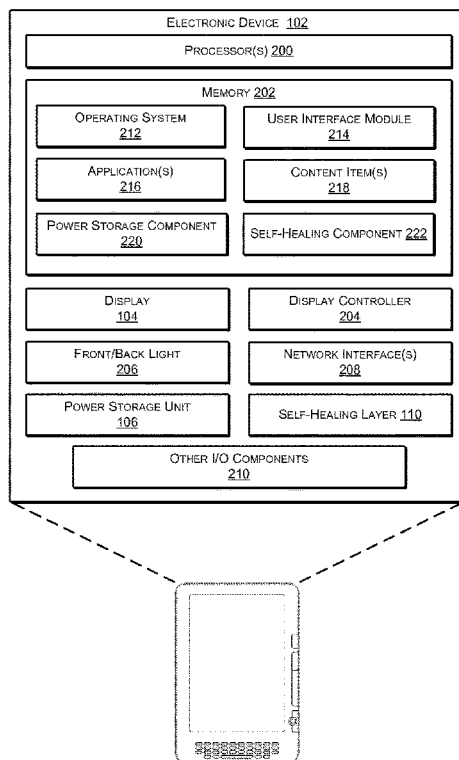 ELECTRONIC DEVICE 102
PROCESSOR(S) 200
MEMORY 202
OPERATING SYSTEM
212
USER INTERFACE MODULE
214
APPLICATION(S)
216
CONTENT ITEM(S)
218
POWER STORAGE COMPONENT
220
SELF-HEALING COMPONENT 222
DISPLAY
104
DISPLAY CONTROLLER
204
FRONT/BACK LIGHT
206
NETWORK INTERFACE(S)
208
POWER STORAGE UNIT
106
SELF-HEALING LAYER 110
OTHER I/O COMPONENTS
210